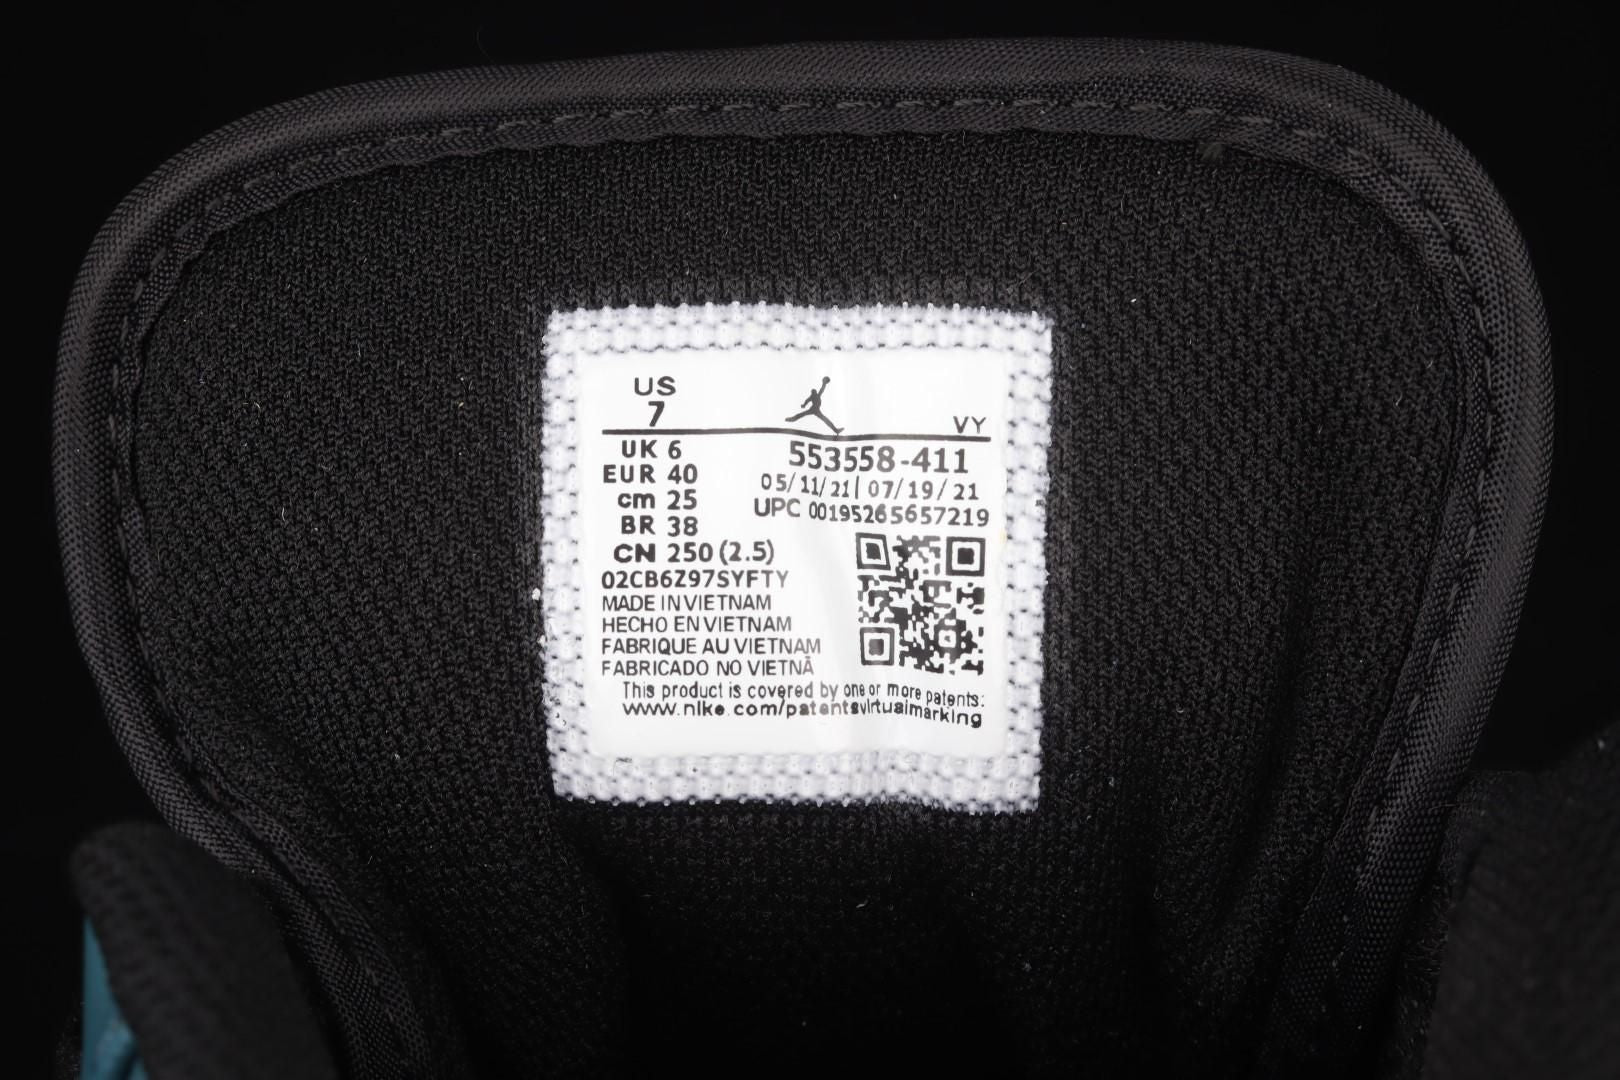 US
7
VY
UK 6
EUR 40
cm 25
BR 38
CN 250 (2.5)
553558-411
05/11/21 | 07/19/21
UPC 00195265657219
02CB6Z97SYFTY
MADE IN VIETNAM
HECHO EN VIETNAM
FABRIQUE AU VIETNAM
FABRICADO NO VIETNÃ
This product is covered by one or more patents:
www.nike.com/patentsvirtualmarking